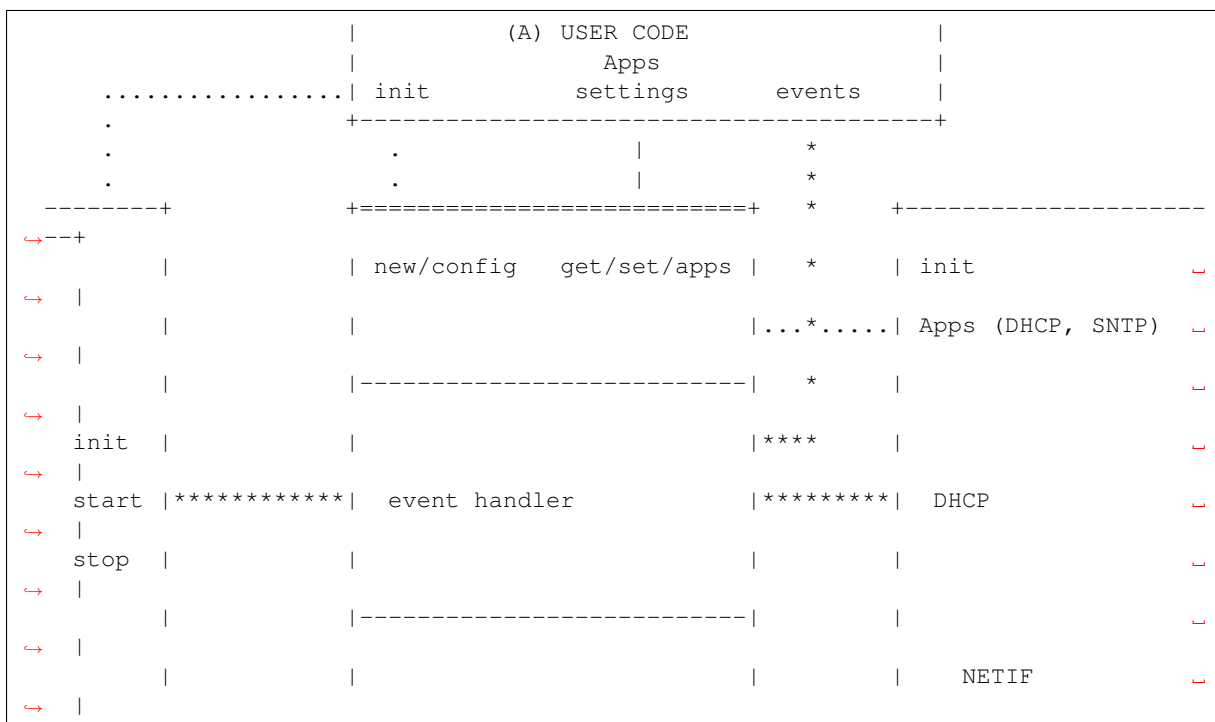 |          (A) USER CODE                 |
|                 Apps                   |
.................| init          settings      events     |
.                +----------------------------------------+
.                   .                |           *
.                   .                |           *
--------+            +===========================+   *     +---------------------
↪--+
|            | new/config   get/set/apps |   *     | init                ␣
↪  |
|            |                           |...*.....| Apps (DHCP, SNTP)   ␣
↪  |
|            |---------------------------|   *     |                     ␣
↪  |
init  |            |                           |****     |                     ␣
↪  |
start |************|  event handler            |*********|  DHCP               ␣
↪  |
stop  |            |                           |         |                     ␣
↪  |
|            |---------------------------|         |                     ␣
↪  |
|            |                           |         |    NETIF            ␣
↪  |